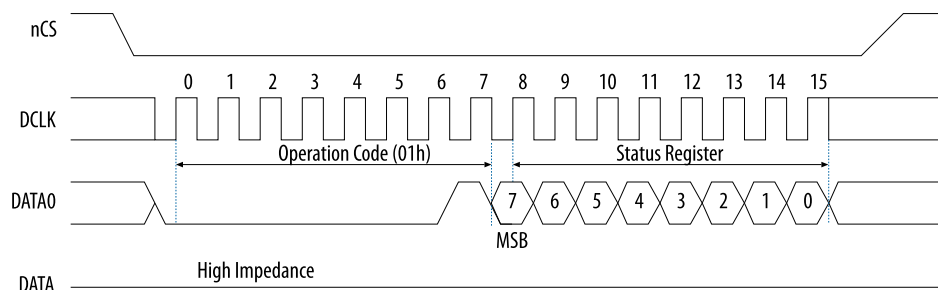 nCS
0 1 2 3 4 5 6 7 8 9 10 11 12 13 14 15
DCLK
Operation Code (01h) Status Register
DATA0 7 6 5 4 3 2 1 0
MSB
High Impedance
DATA